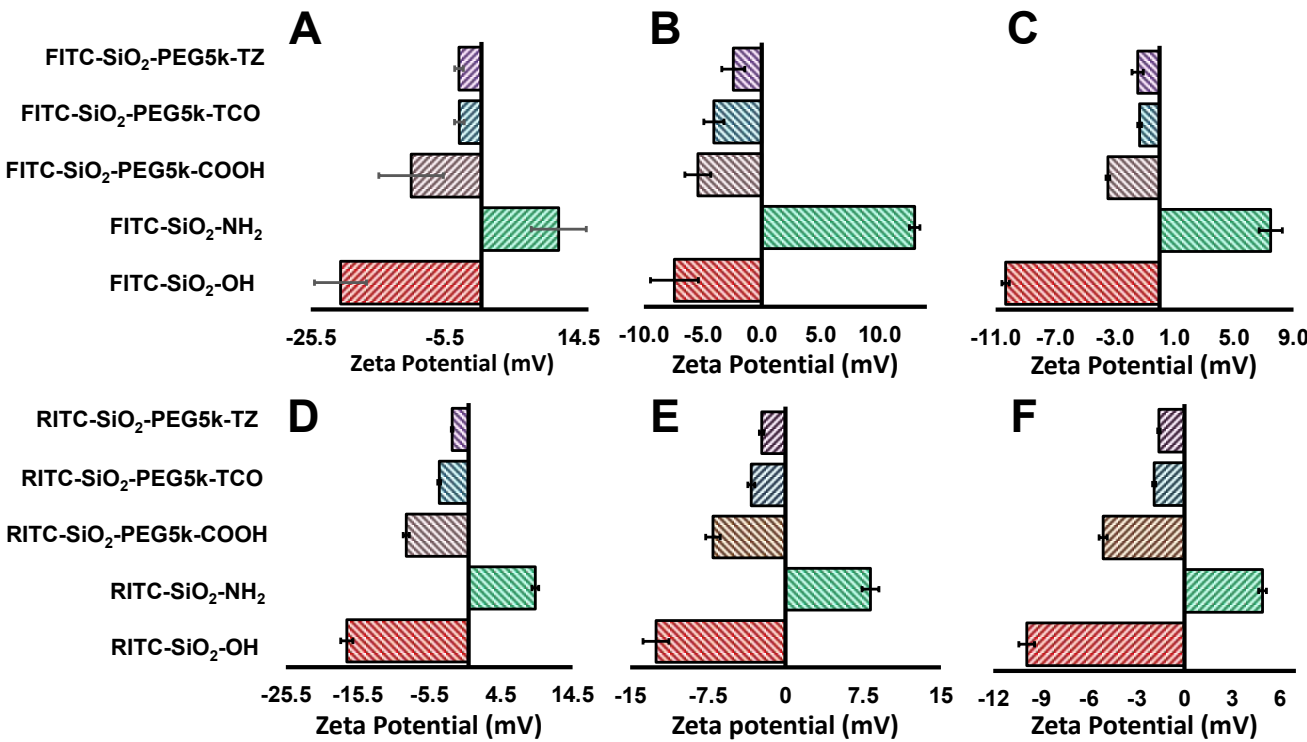 A B C
FITC-SiO₂-PEG5k-TZ
FITC-SiO₂-PEG5k-TCO
FITC-SiO₂-PEG5k-COOH
FITC-SiO₂-NH₂
FITC-SiO₂-OH
-25.5 -5.5 14.5 -10.0 -5.0 0.0 5.0 10.0 -11.0 -7.0 -3.0 1.0 5.0 9.0
Zeta Potential (mV) Zeta Potential (mV) Zeta Potential (mV)
D E F
RITC-SiO₂-PEG5k-TZ
RITC-SiO₂-PEG5k-TCO
RITC-SiO₂-PEG5k-COOH
RITC-SiO₂-NH₂
RITC-SiO₂-OH
-25.5 -15.5 -5.5 4.5 14.5 -15 -7.5 0 7.5 15 -12 -9 -6 -3 0 3 6
Zeta Potential (mV) Zeta potential (mV) Zeta Potential (mV)